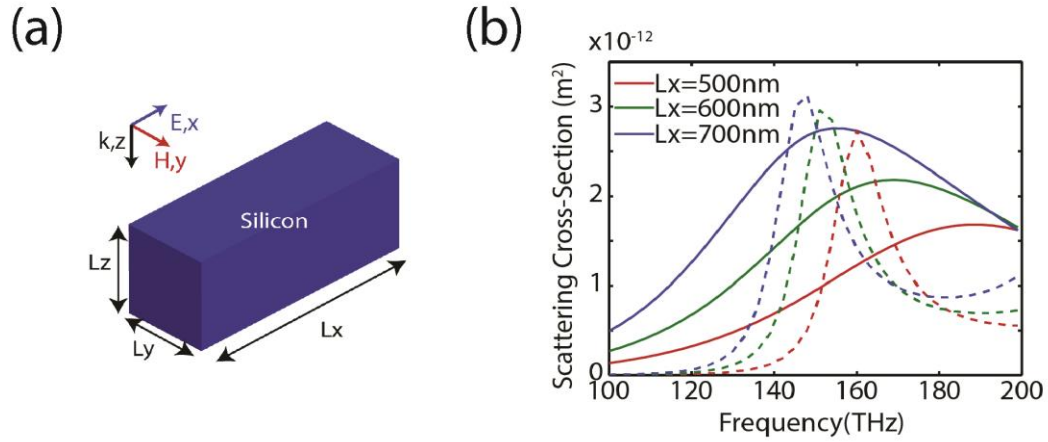 (a)
E,x
k,z
H,y
Silicon
Lz
Ly
Lx
(b)
x10⁻¹²
Scattering Cross-Section (m²)
3
2
1
0
Lx=500nm
Lx=600nm
Lx=700nm
100 120 140 160 180 200
Frequency(THz)